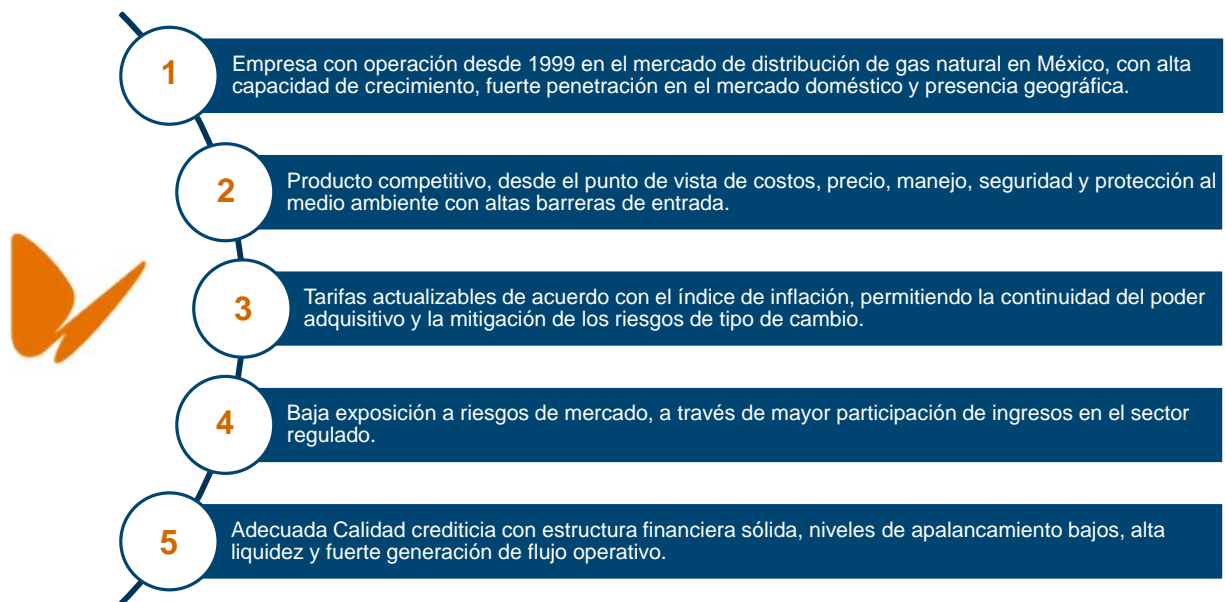 1
Empresa con operación desde 1999 en el mercado de distribución de gas natural en México, con alta
capacidad de crecimiento, fuerte penetración en el mercado doméstico y presencia geográfica.
2
Producto competitivo, desde el punto de vista de costos, precio, manejo, seguridad y protección al
medio ambiente con altas barreras de entrada.
3
Tarifas actualizables de acuerdo con el índice de inflación, permitiendo la continuidad del poder
adquisitivo y la mitigación de los riesgos de tipo de cambio.
4
Baja exposición a riesgos de mercado, a través de mayor participación de ingresos en el sector
regulado.
5
Adecuada Calidad crediticia con estructura financiera sólida, niveles de apalancamiento bajos, alta
liquidez y fuerte generación de flujo operativo.